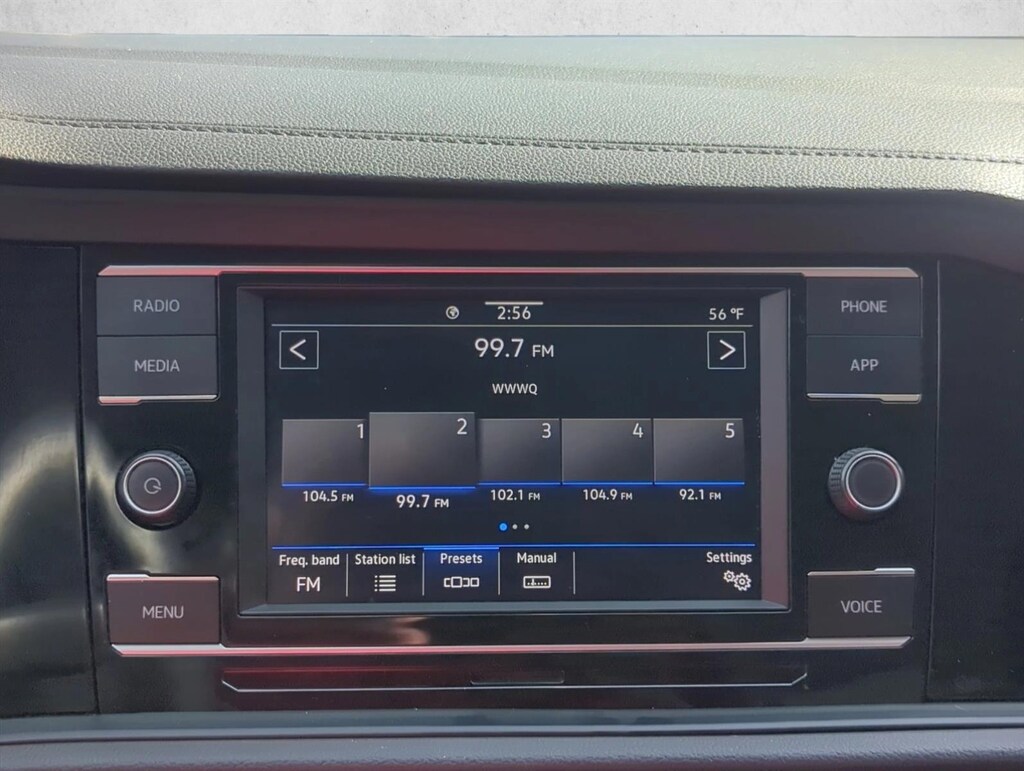 RADIO
MEDIA
MENU
2:56
56 °F
99.7 FM
WWWQ
1
2
3
4
5
104.5 FM
99.7 FM
102.1 FM
104.9 FM
92.1 FM
Freq. band
FM
Station list
Presets
Manual
Settings
PHONE
APP
VOICE